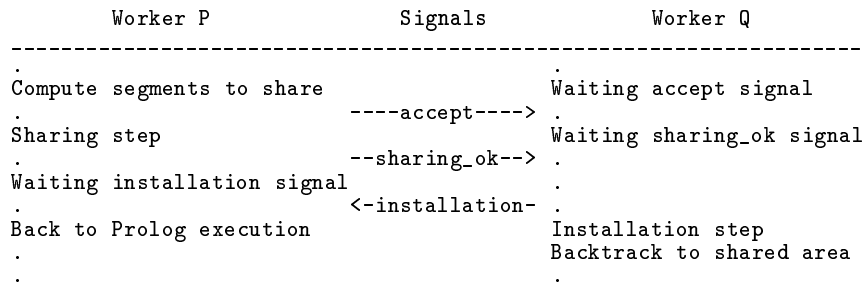 Worker P Signals Worker Q
--------------------------------------------------------------------
. .
Compute segments to share Waiting accept signal
. ----accept----> .
Sharing step Waiting sharing_ok signal
. --sharing_ok--> .
Waiting installation signal .
. <-installation- .
Back to Prolog execution Installation step
. Backtrack to shared area
. .